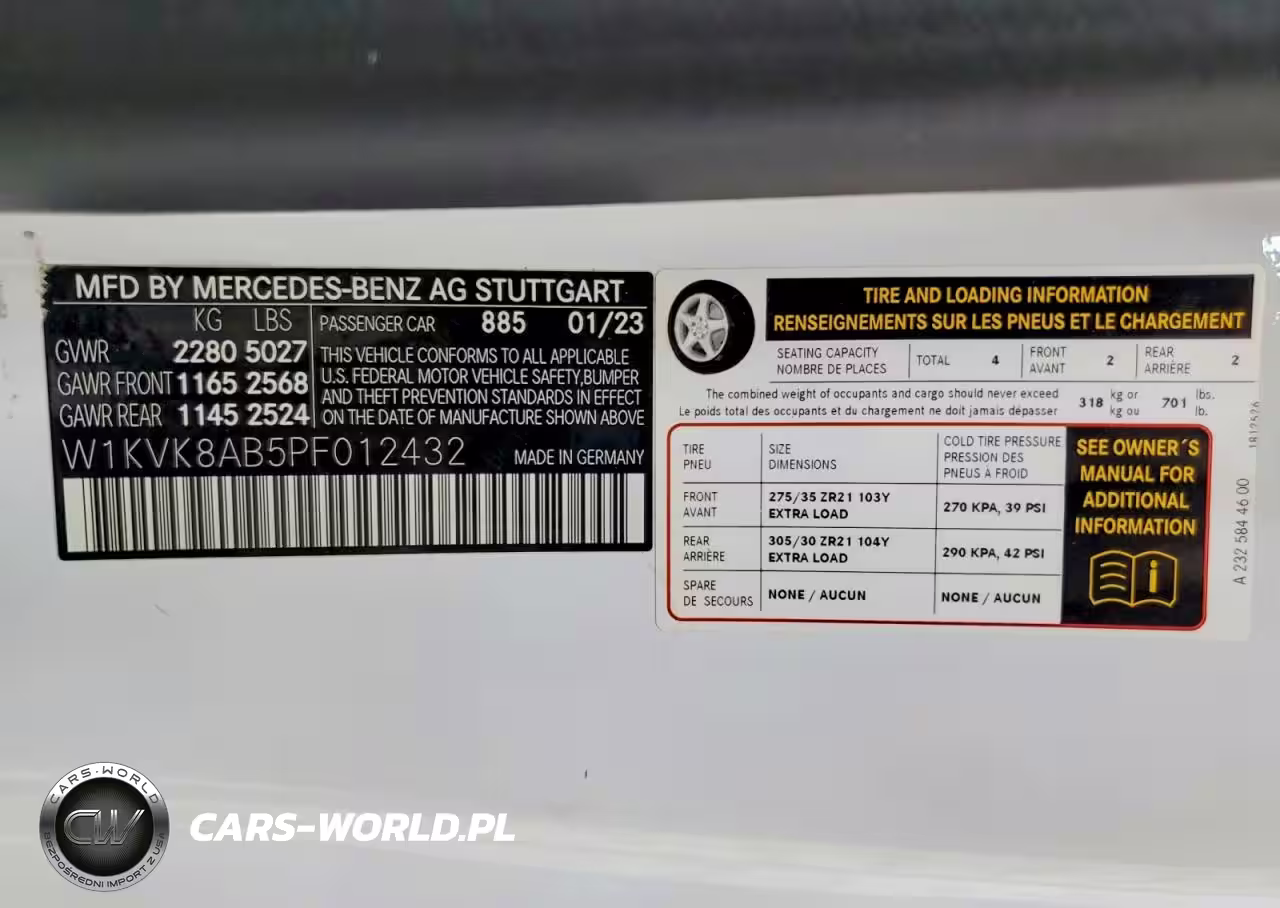 MFD BY MERCEDES-BENZ AG STUTTGART
KG LBS
GVWR 2280 5027
GAWR FRONT 1165 2568
GAWR REAR 1145 2524
PASSENGER CAR 885 01/23
THIS VEHICLE CONFORMS TO ALL APPLICABLE
U.S. FEDERAL MOTOR VEHICLE SAFETY,BUMPER
AND THEFT PREVENTION STANDARDS IN EFFECT
ON THE DATE OF MANUFACTURE SHOWN ABOVE
W1KVK8AB5PF012432 MADE IN GERMANY
TIRE AND LOADING INFORMATION
RENSEIGNEMENTS SUR LES PNEUS ET LE CHARGEMENT
SEATING CAPACITY
NOMBRE DE PLACES
TOTAL 4
FRONT
AVANT
2
REAR
ARRIÈRE
2
The combined weight of occupants and cargo should never exceed
Le poids total des occupants et du chargement ne doit jamais dépasser
318
kg or
kg ou
701
lbs.
lb.
TIRE
PNEU
SIZE
DIMENSIONS
COLD TIRE PRESSURE
PRESSION DES
PNEUS À FROID
FRONT
AVANT
275/35 ZR21 103Y
EXTRA LOAD
270 KPA, 39 PSI
REAR
ARRIÈRE
305/30 ZR21 104Y
EXTRA LOAD
290 KPA, 42 PSI
SPARE
DE SECOURS
NONE / AUCUN
NONE / AUCUN
SEE OWNER´S
MANUAL FOR
ADDITIONAL
INFORMATION
A 232 584 46 00
CARS-WORLD
CW
BEZPOŚREDNI IMPORT Z USA
CARS-WORLD.PL